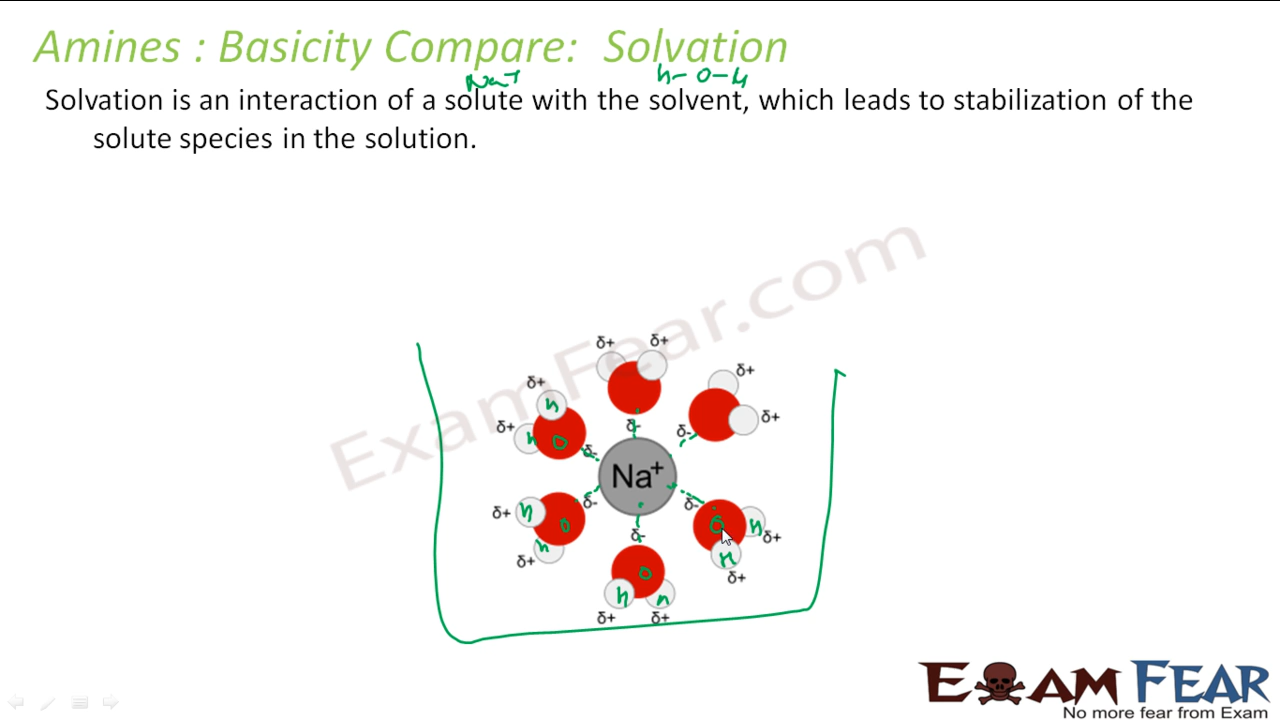 Amines : Basicity Compare: Solvation
Na+ H-O-H
Solvation is an interaction of a solute with the solvent, which leads to stabilization of the
solute species in the solution.
ExamFear.com
δ+ δ+
δ+ δ+
δ+ h δ- δ- δ+
h O δ-
Na+
δ+ h δ- δ-
O δ- O h δ+
δ+ h h δ+
O
h h
δ+ δ+
EXAM FEAR
No more fear from Exam